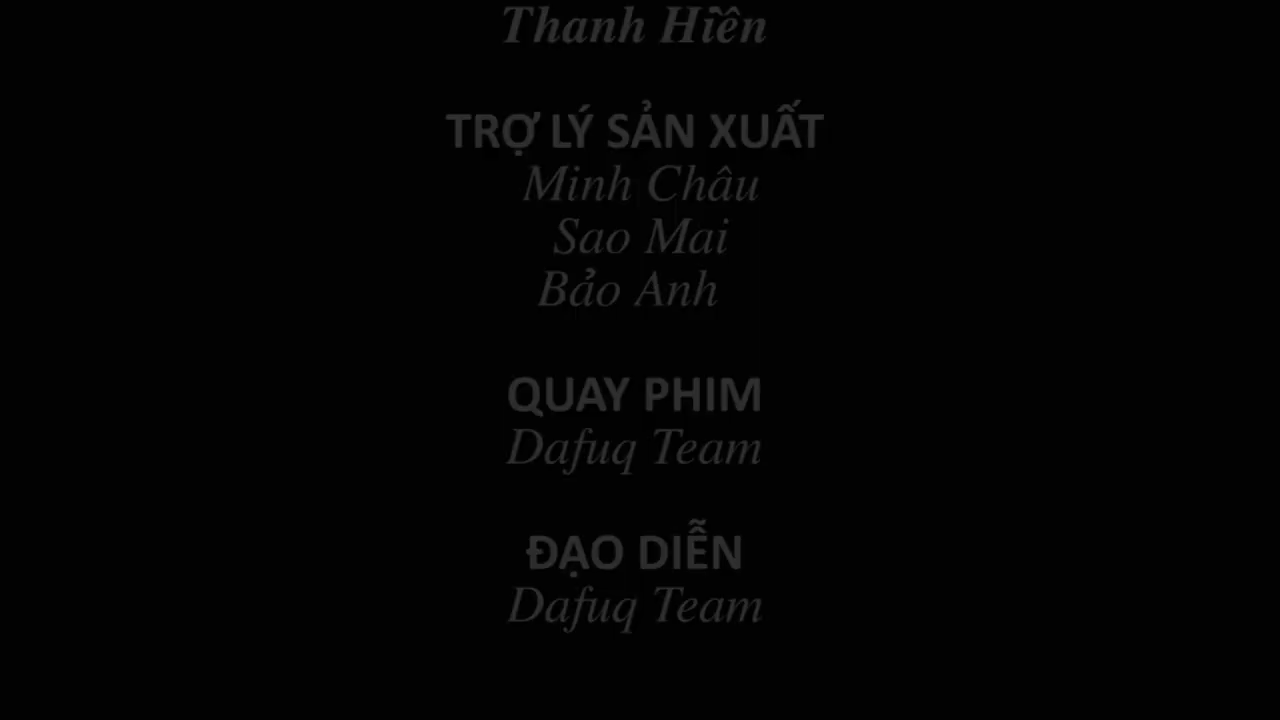 Thanh Hiền
TRỢ LÝ SẢN XUẤT
Minh Châu
Sao Mai
Bảo Anh
QUAY PHIM
Dafuq Team
ĐẠO DIỄN
Dafuq Team